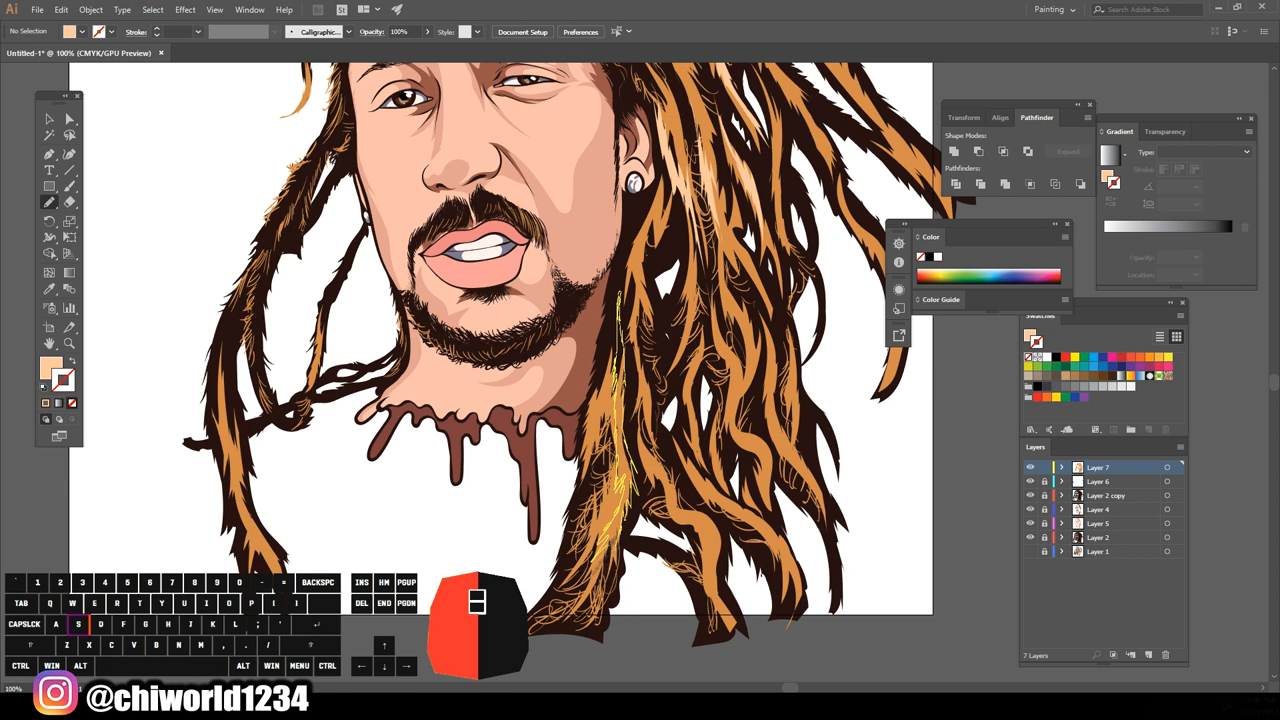 Ai File Edit Object Type Select Effect View Window Help Br St Painting Search Adobe Stock
No Selection Stroke: Calligraphic... Opacity: 100% Style: Document Setup Preferences
Untitled-1* @ 100% (CMYK/GPU Preview)
Transform Align Pathfinder
Shape Modes:
Expand
Pathfinders:
Gradient Transparency
Type:
Stroke:
Opacity:
Location:
Color
Color Guide
Swatches
Layers
Layer 7
Layer 6
Layer 2 copy
Layer 4
Layer 5
Layer 2
Layer 1
7 Layers
` 1 2 3 4 5 6 7 8 9 0 - = BACKSPC INS HM PGUP
TAB Q W E R T Y U I O P [ ] DEL END PGDN
CAPSLCK A S D F G H J K L ; '
Z X C V B N M , . /
CTRL WIN ALT ALT WIN MENU CTRL
100%
@chiworld1234